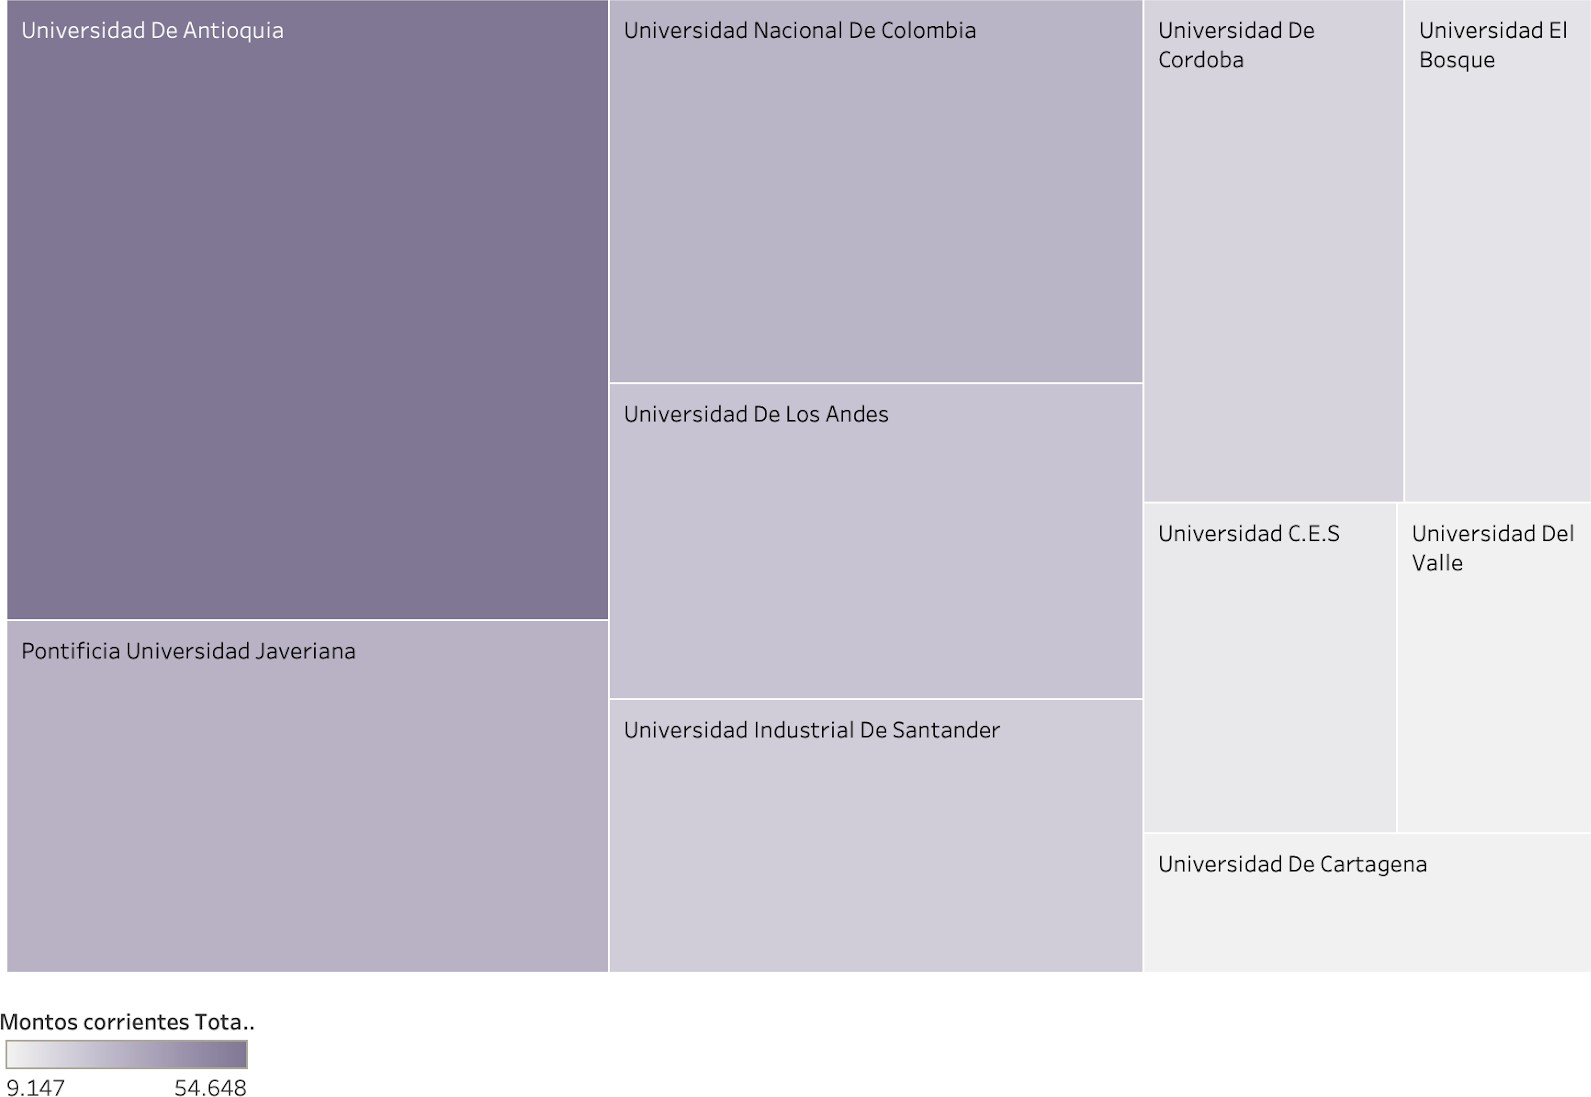 Universidad De Antioquia
Pontificia Universidad Javeriana
Universidad Nacional De Colombia
Universidad De Los Andes
Universidad Industrial De Santander
Universidad De
Cordoba
Universidad El
Bosque
Universidad C.E.S
Universidad Del
Valle
Universidad De Cartagena
Montos corrientes Tota..
9.147
54.648